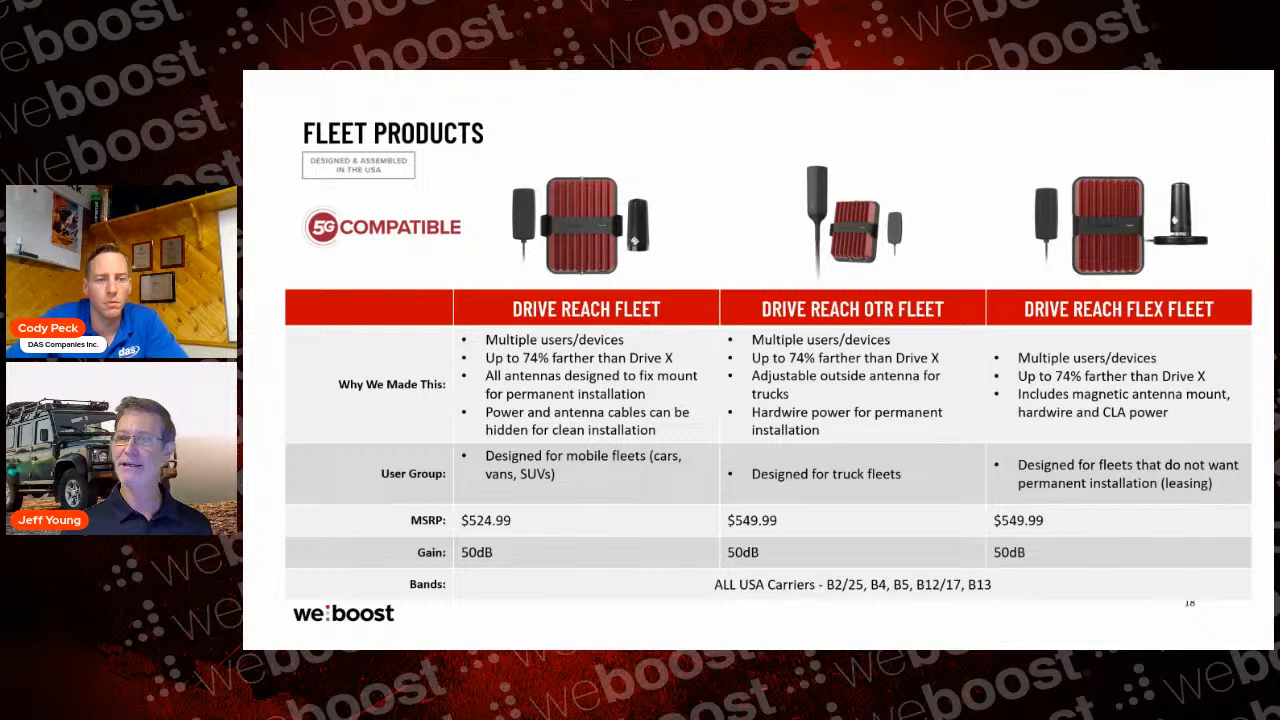 FLEET PRODUCTS
DESIGNED & ASSEMBLED
IN THE USA
5G COMPATIBLE
DRIVE REACH FLEET
DRIVE REACH OTR FLEET
DRIVE REACH FLEX FLEET
Why We Made This:
• Multiple users/devices
• Up to 74% farther than Drive X
• All antennas designed to fix mount
for permanent installation
• Power and antenna cables can be
hidden for clean installation
• Multiple users/devices
• Up to 74% farther than Drive X
• Adjustable outside antenna for
trucks
• Hardwire power for permanent
installation
• Multiple users/devices
• Up to 74% farther than Drive X
• Includes magnetic antenna mount,
hardwire and CLA power
User Group:
• Designed for mobile fleets (cars,
vans, SUVs)
• Designed for truck fleets
• Designed for fleets that do not want
permanent installation (leasing)
MSRP:
$524.99
$549.99
$549.99
Gain:
50dB
50dB
50dB
Bands:
ALL USA Carriers - B2/25, B4, B5, B12/17, B13
we:boost
18
Cody Peck
DAS Companies Inc.
das
Jeff Young